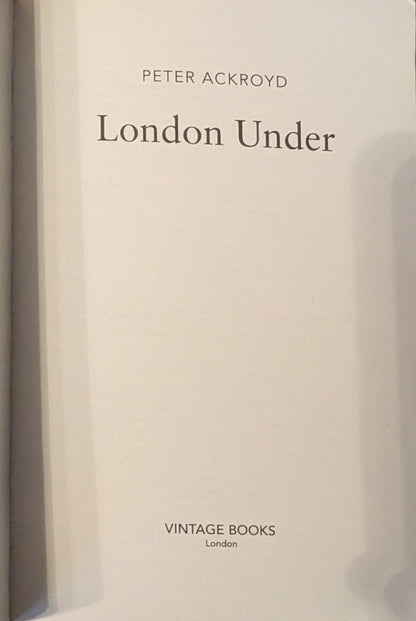 PETER ACKROYD
London Under
VINTAGE BOOKS
London